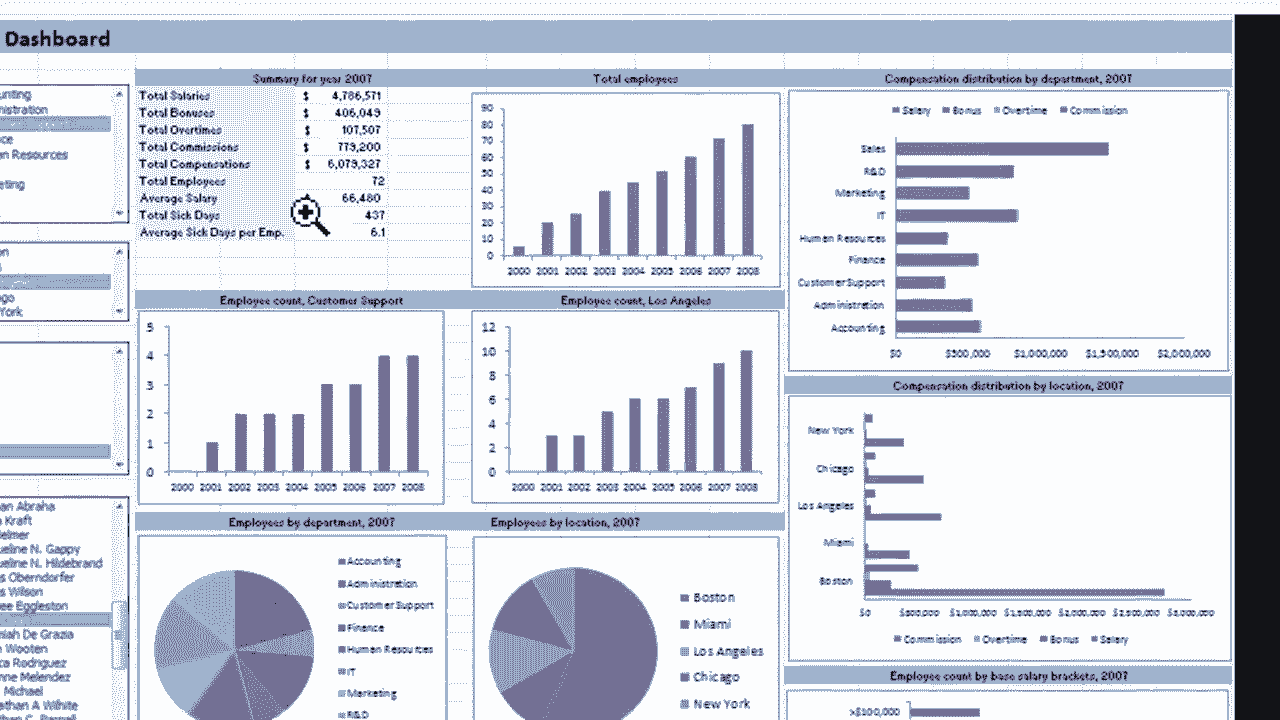 Dashboard
unting
nistration
ce
n Resources
eting
on
s
go
York
an Abraha
Kraft
elmer
ueline N. Gappy
ueline N. Hildebrand
s Oberndorfer
s Wilson
ee Eggleston
niah De Grazia
n Wooten
ca Rodriguez
nne Melendez
Michael
nathan A Wilhite
Summary for year 2007
Total Salaries $ 4,786,571
Total Bonuses $ 406,049
Total Overtimes $ 107,507
Total Commissions $ 779,200
Total Compensations $ 6,079,327
Total Employees 72
Average Salary 66,480
Total Sick Days 437
Average Sick Days per Emp. 6.1
Total employees
90
80
70
60
50
40
30
20
10
0
2000 2001 2002 2003 2004 2005 2006 2007 2008
Compensation distribution by department, 2007
Salary Bonus Overtime Commission
Sales
R&D
Marketing
IT
Human Resources
Finance
Customer Support
Administration
Accounting
$0 $500,000 $1,000,000 $1,500,000 $2,000,000
Employee count, Customer Support
5
4
3
2
1
0
2000 2001 2002 2003 2004 2005 2006 2007 2008
Employee count, Los Angeles
12
10
8
6
4
2
0
2000 2001 2002 2003 2004 2005 2006 2007 2008
Compensation distribution by location, 2007
New York
Chicago
Los Angeles
Miami
Boston
$0 $500,000 $1,000,000 $1,500,000 $2,000,000 $2,500,000 $3,000,000
Commission Overtime Bonus Salary
Employees by department, 2007
Accounting
Administration
Customer Support
Finance
Human Resources
IT
Marketing
R&D
Employees by location, 2007
Boston
Miami
Los Angeles
Chicago
New York
Employee count by base salary brackets, 2007
>$100,000